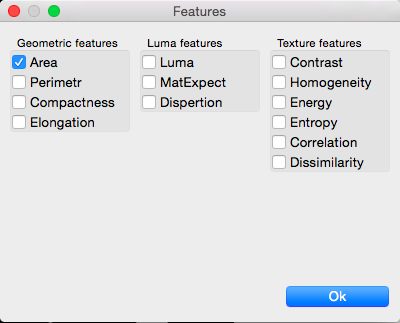 Features
Geometric features
Area
Perimetr
Compactness
Elongation
Luma features
Luma
MatExpect
Dispertion
Texture features
Contrast
Homogeneity
Energy
Entropy
Correlation
Dissimilarity
Ok